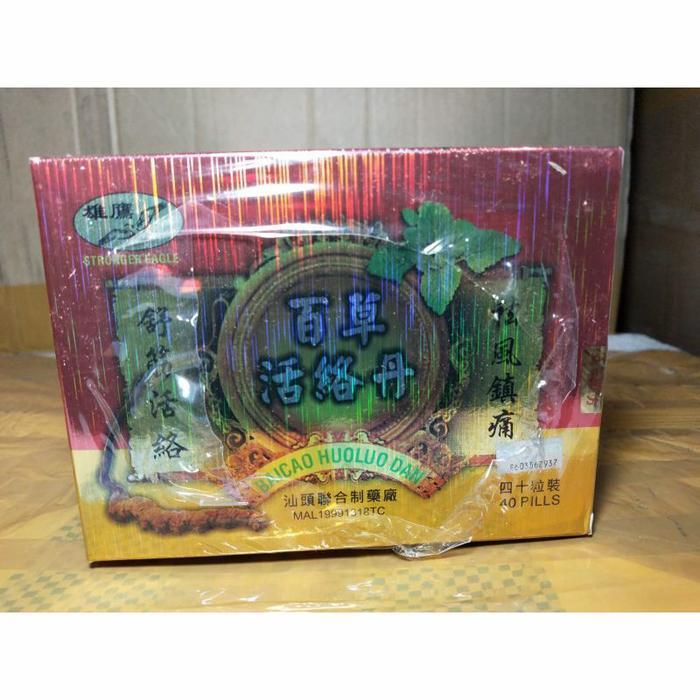 雄鷹
STRONGER EAGLE
舒筋活絡
百草
活絡丹
祛風鎮痛
BAICAO HUOLUO DAN
汕頭聯合制藥廠
MAL19991318TC
四十粒裝
40 PILLS